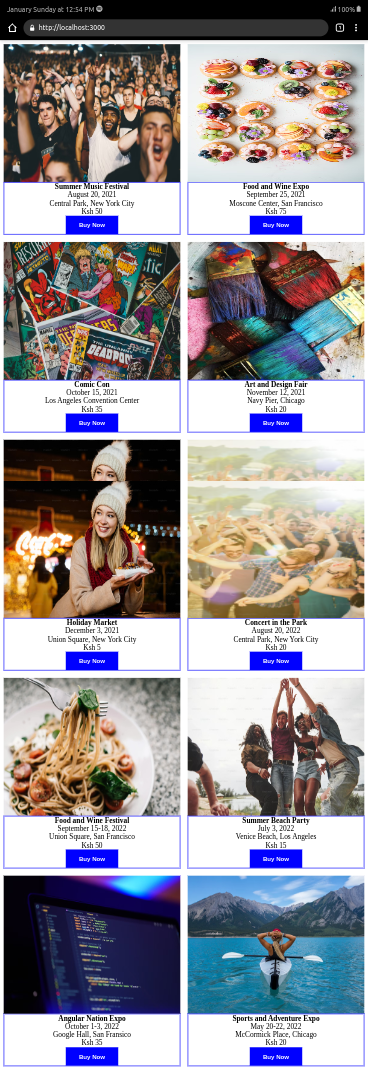 January Sunday at 12:54 PM
100%
http://localhost:3000
1
Summer Music Festival
August 20, 2021
Central Park, New York City
Ksh 50
Buy Now
Food and Wine Expo
September 25, 2021
Moscone Center, San Francisco
Ksh 75
Buy Now
DEADPOOL
Comic Con
October 15, 2021
Los Angeles Convention Center
Ksh 35
Buy Now
Art and Design Fair
November 12, 2021
Navy Pier, Chicago
Ksh 20
Buy Now
Holiday Market
December 3, 2021
Union Square, New York City
Ksh 5
Buy Now
Concert in the Park
August 20, 2022
Central Park, New York City
Ksh 20
Buy Now
Food and Wine Festival
September 15-18, 2022
Union Square, San Francisco
Ksh 50
Buy Now
Summer Beach Party
July 3, 2022
Venice Beach, Los Angeles
Ksh 15
Buy Now
Angular Nation Expo
October 1-3, 2022
Google Hall, San Fransico
Ksh 35
Buy Now
Sports and Adventure Expo
May 20-22, 2022
McCormick Place, Chicago
Ksh 20
Buy Now